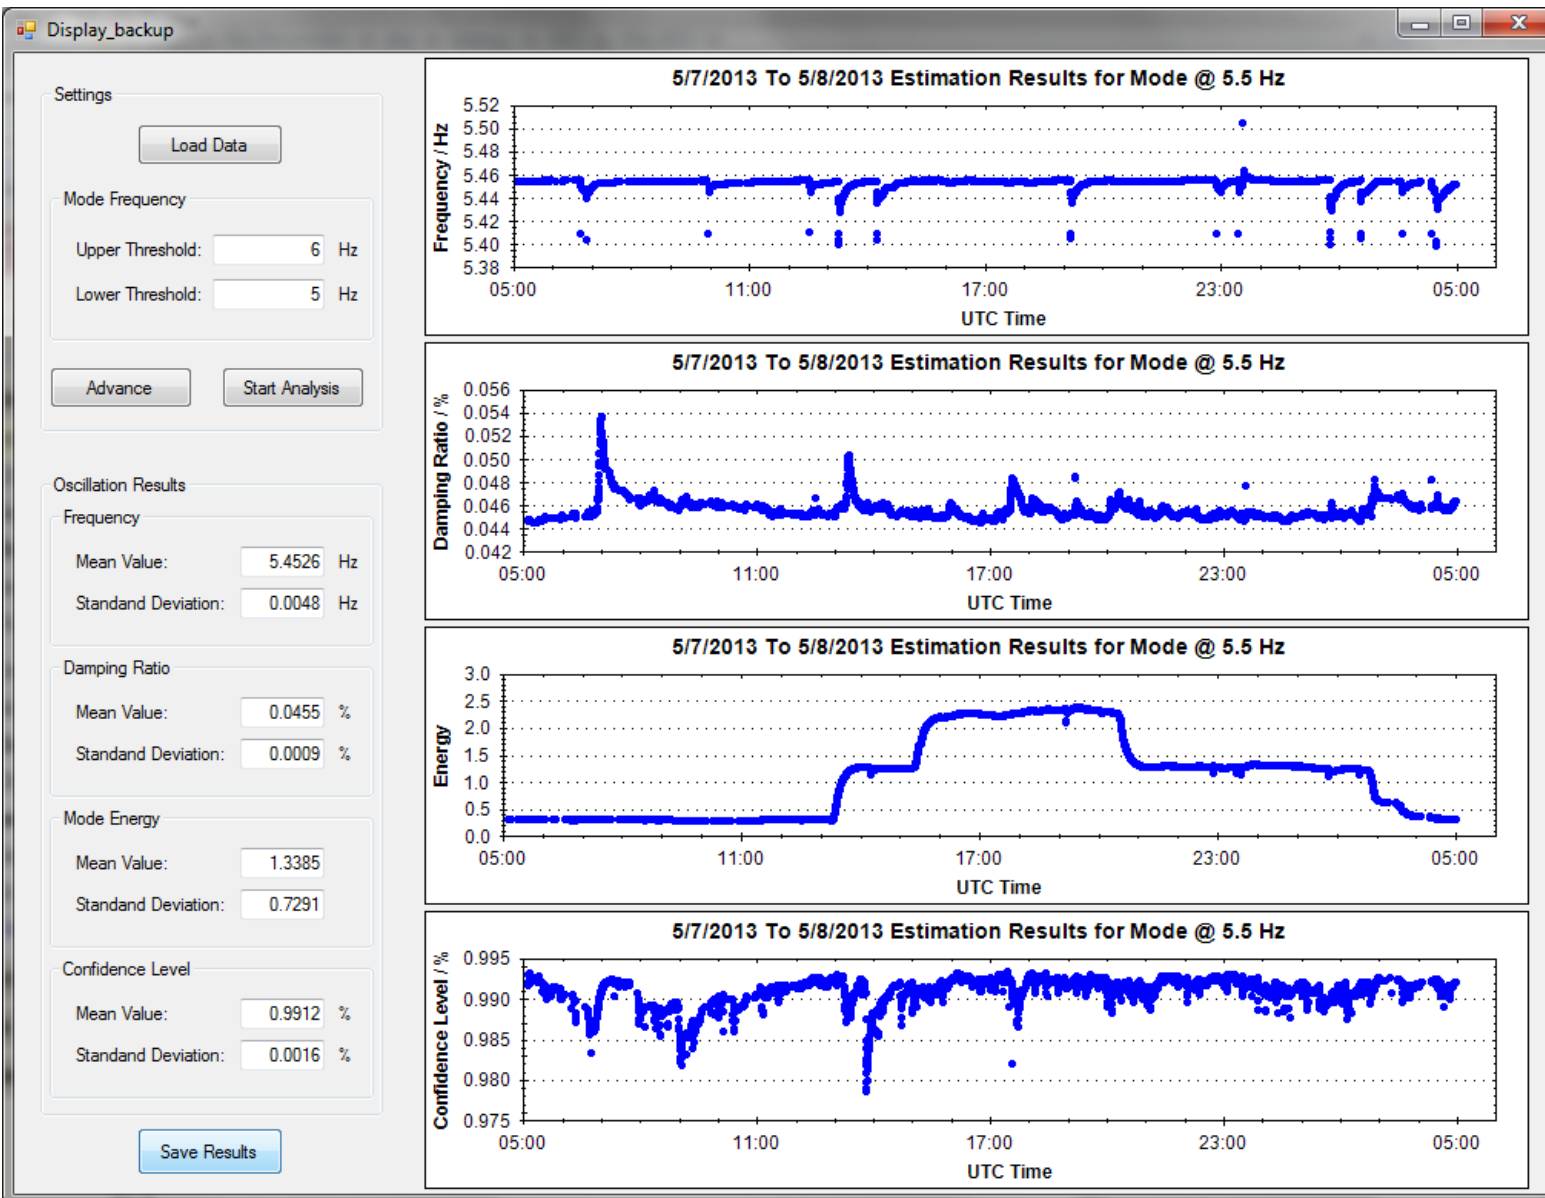 Display_backup
Settings
Load Data
Mode Frequency
Upper Threshold: 6 Hz
Lower Threshold: 5 Hz
Advance Start Analysis
Oscillation Results
Frequency
Mean Value: 5.4526 Hz
Standand Deviation: 0.0048 Hz
Damping Ratio
Mean Value: 0.0455 %
Standand Deviation: 0.0009 %
Mode Energy
Mean Value: 1.3385
Standand Deviation: 0.7291
Confidence Level
Mean Value: 0.9912 %
Standand Deviation: 0.0016 %
Save Results
5/7/2013 To 5/8/2013 Estimation Results for Mode @ 5.5 Hz
Frequency / Hz
5.52
5.50
5.48
5.46
5.44
5.42
5.40
5.38
05:00 11:00 17:00 23:00 05:00
UTC Time
5/7/2013 To 5/8/2013 Estimation Results for Mode @ 5.5 Hz
Damping Ratio / %
0.056
0.054
0.052
0.050
0.048
0.046
0.044
0.042
05:00 11:00 17:00 23:00 05:00
UTC Time
5/7/2013 To 5/8/2013 Estimation Results for Mode @ 5.5 Hz
Energy
3.0
2.5
2.0
1.5
1.0
0.5
0.0
05:00 11:00 17:00 23:00 05:00
UTC Time
5/7/2013 To 5/8/2013 Estimation Results for Mode @ 5.5 Hz
Confidence Level / %
0.995
0.990
0.985
0.980
0.975
05:00 11:00 17:00 23:00 05:00
UTC Time